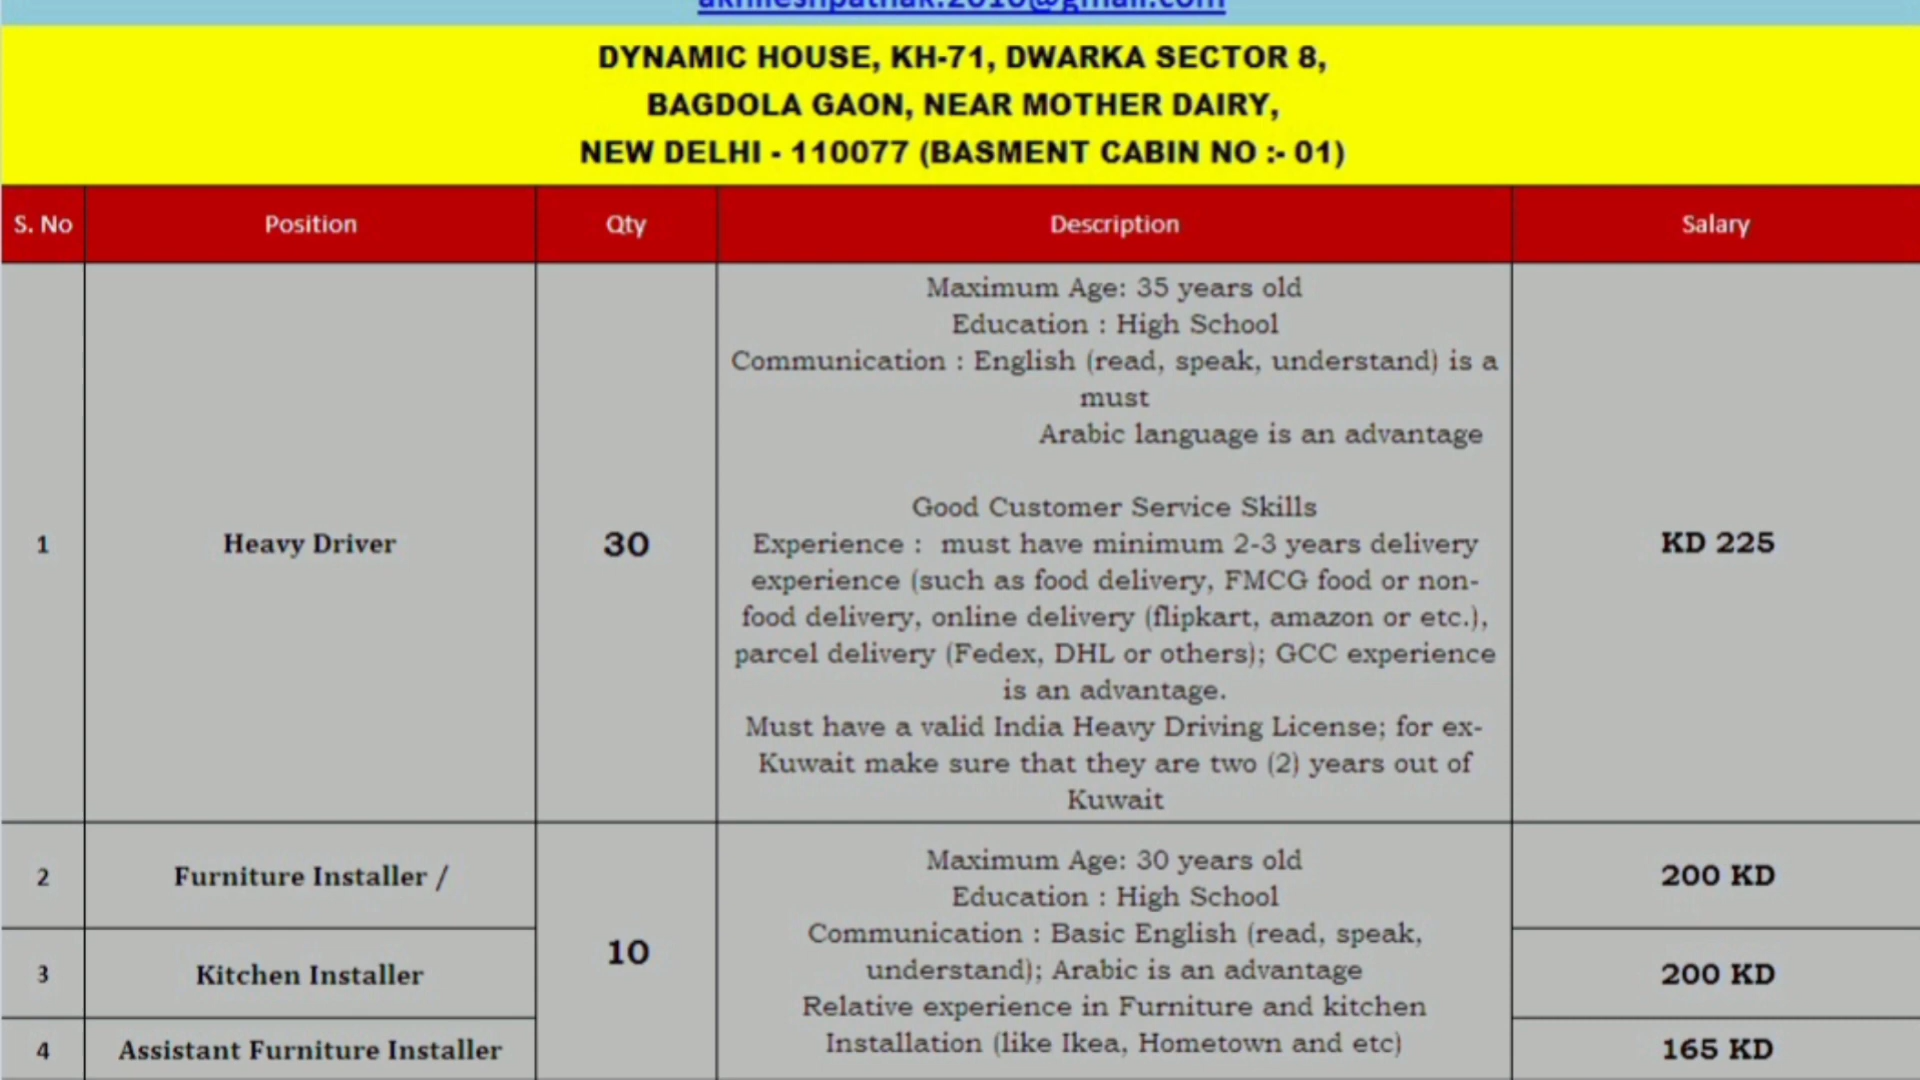 DYNAMIC HOUSE, KH-71, DWARKA SECTOR 8,
BAGDOLA GAON, NEAR MOTHER DAIRY,
NEW DELHI - 110077 (BASMENT CABIN NO :- 01)
S. No Position Qty Description Salary
Maximum Age: 35 years old
Education : High School
Communication : English (read, speak, understand) is a
must
Arabic language is an advantage
Good Customer Service Skills
1 Heavy Driver 30 Experience : must have minimum 2-3 years delivery KD 225
experience (such as food delivery, FMCG food or non-
food delivery, online delivery (flipkart, amazon or etc.),
parcel delivery (Fedex, DHL or others); GCC experience
is an advantage.
Must have a valid India Heavy Driving License; for ex-
Kuwait make sure that they are two (2) years out of
Kuwait
Maximum Age: 30 years old
2 Furniture Installer / 200 KD
Education : High School
Communication : Basic English (read, speak,
10
understand); Arabic is an advantage
3 Kitchen Installer 200 KD
Relative experience in Furniture and kitchen
Installation (like Ikea, Hometown and etc)
4 Assistant Furniture Installer 165 KD